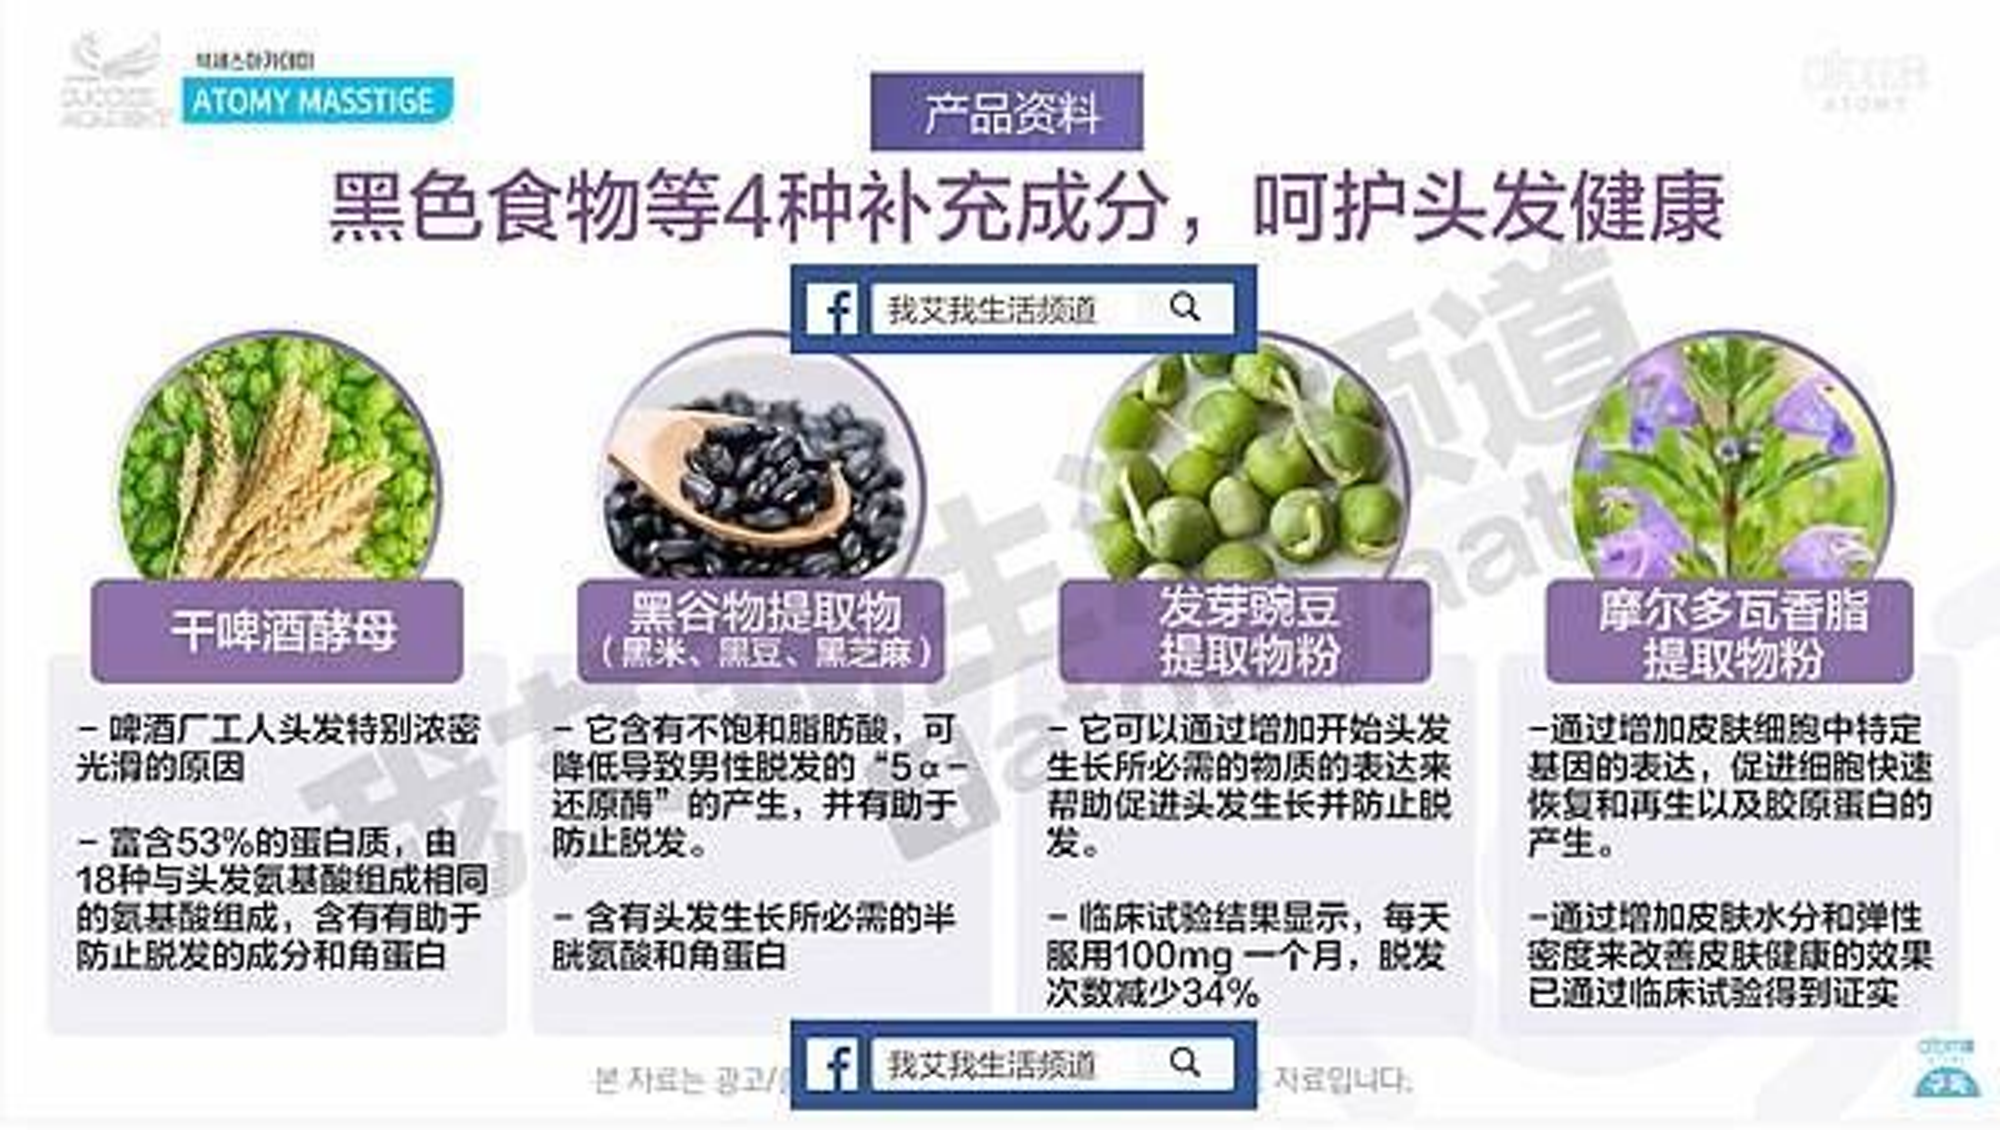 석세스아카데미
ATOMY MASSTIGE
SUCCESS
ACADEMY
ATOMY
产品资料
黑色食物等4种补充成分，呵护头发健康
f 我艾我生活频道
干啤酒酵母
– 啤酒厂工人头发特别浓密
光滑的原因
– 富含53%的蛋白质，由
18种与头发氨基酸组成相同
的氨基酸组成，含有有助于
防止脱发的成分和角蛋白
黑谷物提取物
（黑米、黑豆、黑芝麻）
– 它含有不饱和脂肪酸，可
降低导致男性脱发的“5α–
还原酶”的产生，并有助于
防止脱发。
– 含有头发生长所必需的半
胱氨酸和角蛋白
发芽豌豆
提取物粉
– 它可以通过增加开始头发
生长所必需的物质的表达来
帮助促进头发生长并防止脱
发。
– 临床试验结果显示，每天
服用100mg 一个月，脱发
次数减少34%
摩尔多瓦香脂
提取物粉
–通过增加皮肤细胞中特定
基因的表达，促进细胞快速
恢复和再生以及胶原蛋白的
产生。
–通过增加皮肤水分和弹性
密度来改善皮肤健康的效果
已通过临床试验得到证实
본 자료는 광고/
f 我艾我生活频道
자료입니다.